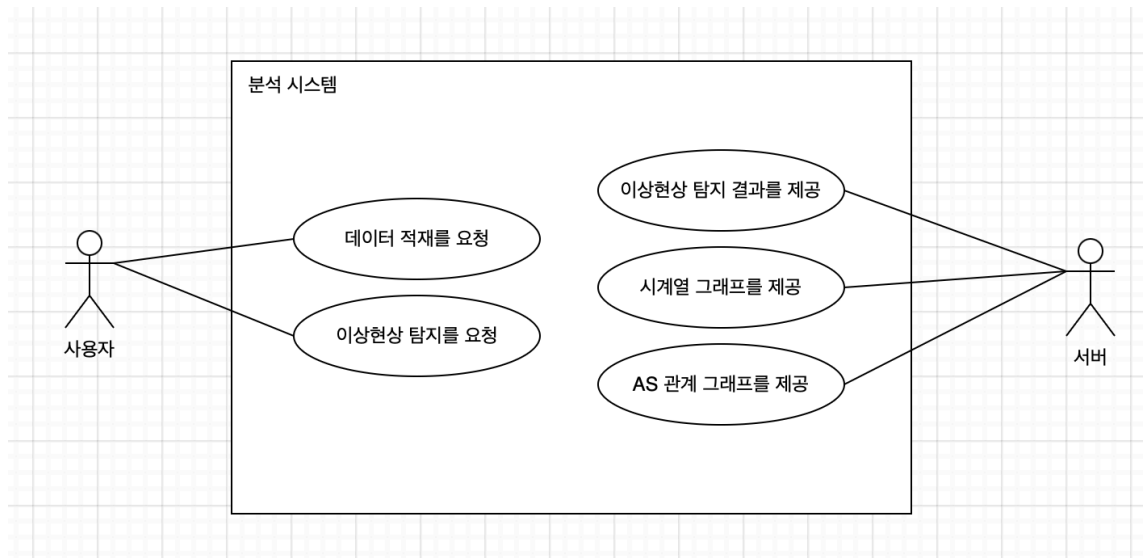 분석 시스템
이상현상 탐지 결과를 제공
데이터 적재를 요청
시계열 그래프를 제공
이상현상 탐지를 요청
사용자
서버
AS 관계 그래프를 제공